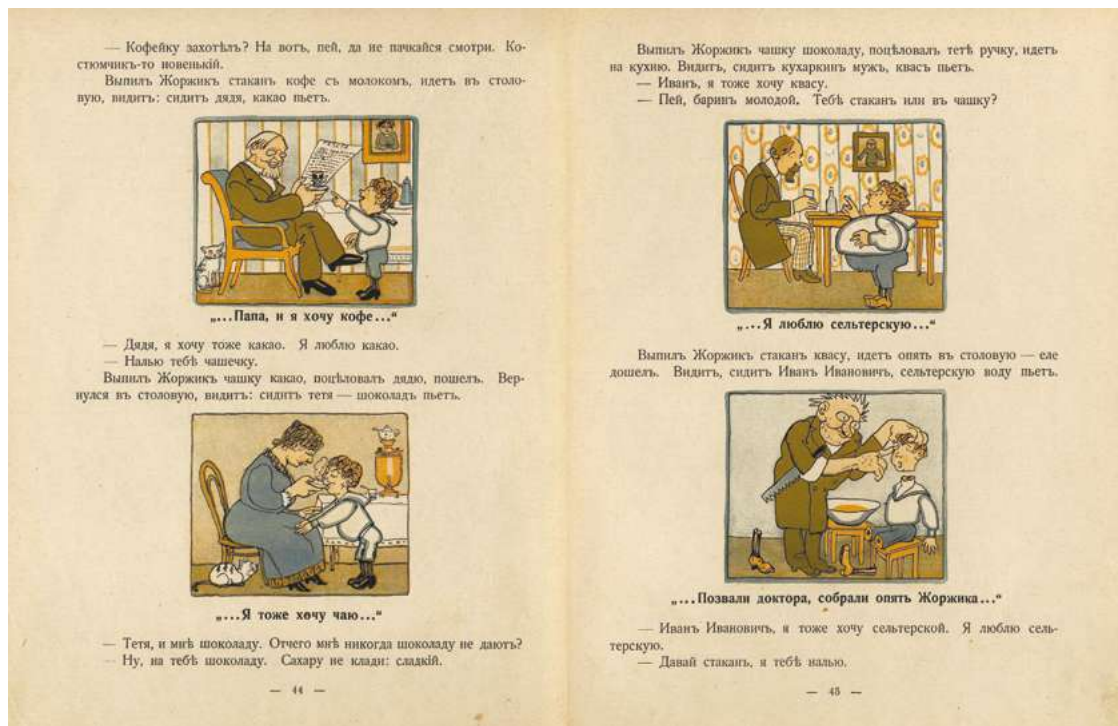 — Кофейку захотѣлъ? На вотъ, пей, да не пачкайся смотри. Ко-
стюмчикъ-то новенькій.
Выпилъ Жоржикъ стаканъ кофе съ молокомъ, идетъ въ столо-
вую, видитъ: сидитъ дядя, какао пьетъ.
„...Папа, и я хочу кофе...“
— Дядя, я хочу тоже какао. Я люблю какао.
— Налью тебѣ чашечку.
Выпилъ Жоржикъ чашку какао, поцѣловалъ дядю, пошелъ. Вер-
нулся въ столовую, видитъ: сидитъ тетя — шоколадъ пьетъ.
„...Я тоже хочу чаю...“
— Тетя, и мнѣ шоколаду. Отчего мнѣ никогда шоколаду не даютъ?
— Ну, на тебѣ шоколаду. Сахару не клади: сладкій.
— 44 —
Выпилъ Жоржикъ чашку шоколаду, поцѣловалъ тетѣ ручку, идетъ
на кухню. Видитъ, сидитъ кухаркинъ мужъ, квасъ пьетъ.
— Иванъ, я тоже хочу квасу.
— Пей, баринъ молодой. Тебѣ стаканъ или въ чашку?
„...Я люблю сельтерскую...“
Выпилъ Жоржикъ стаканъ квасу, идетъ опять въ столовую — еле
дошелъ. Видитъ, сидитъ Иванъ Ивановичъ, сельтерскую воду пьетъ.
„...Позвали доктора, собрали опять Жоржика...“
— Иванъ Ивановичъ, я тоже хочу сельтерской. Я люблю сель-
терскую.
— Давай стаканъ, я тебѣ налью.
— 45 —